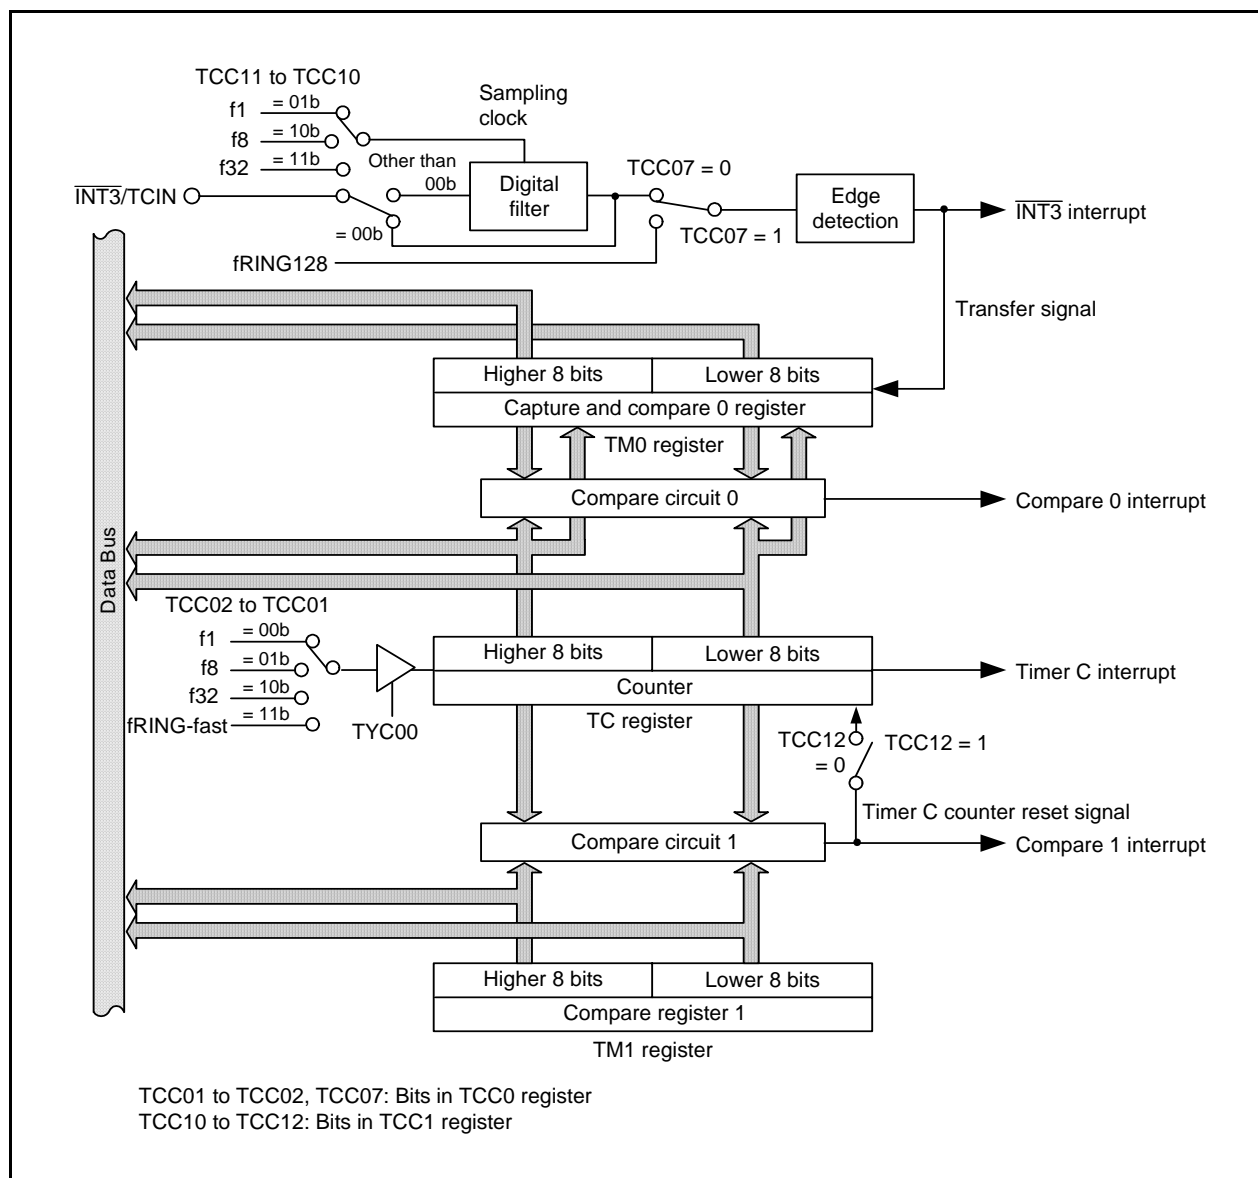 TCC11 to TCC10
f1 = 01b
f8 = 10b
f32 = 11b
Sampling
clock
Other than
00b
INT3/TCIN
= 00b
Digital
filter
TCC07 = 0
TCC07 = 1
fRING128
Edge
detection
INT3 interrupt
Transfer signal
Higher 8 bits
Lower 8 bits
Capture and compare 0 register
TM0 register
Compare circuit 0
Compare 0 interrupt
Data Bus
TCC02 to TCC01
f1 = 00b
f8 = 01b
f32 = 10b
fRING-fast = 11b
TYC00
Higher 8 bits
Lower 8 bits
Counter
TC register
Timer C interrupt
TCC12
= 0
TCC12 = 1
Timer C counter reset signal
Compare circuit 1
Compare 1 interrupt
Higher 8 bits
Lower 8 bits
Compare register 1
TM1 register
TCC01 to TCC02, TCC07: Bits in TCC0 register
TCC10 to TCC12: Bits in TCC1 register